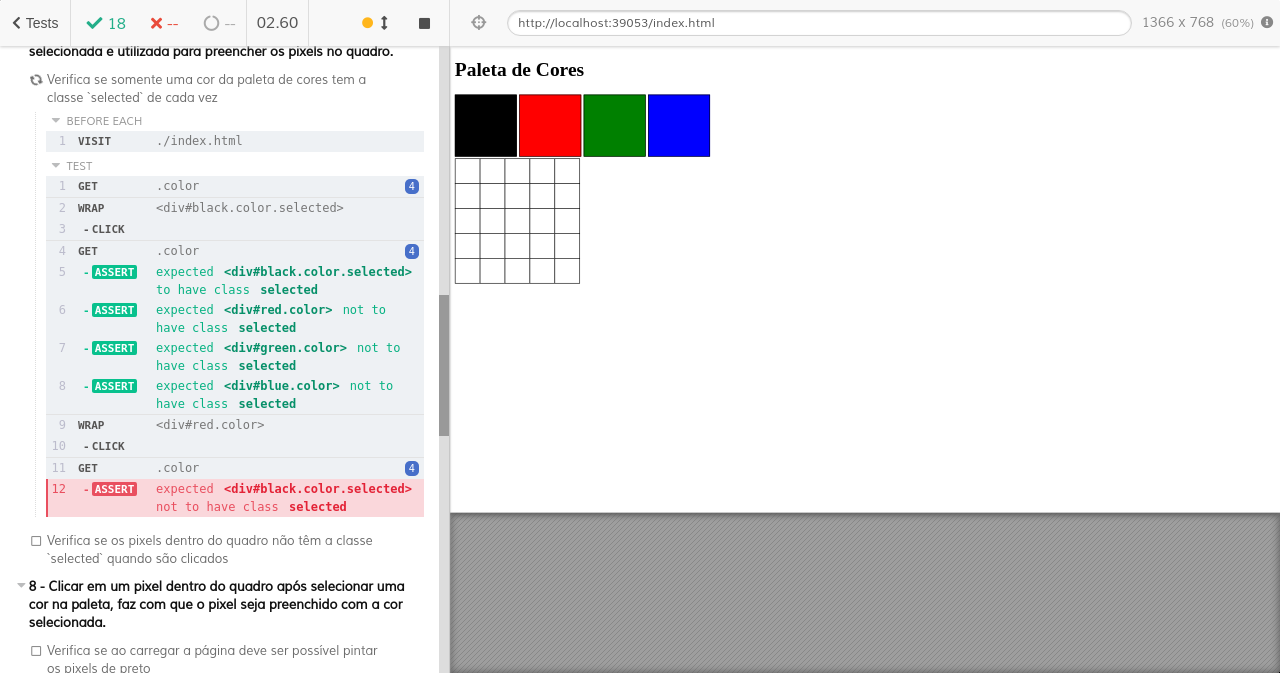 Tests 18 -- -- 02.60
http://localhost:39053/index.html 1366 x 768 (60%)
selecionada é utilizada para preencher os pixels no quadro.
Verifica se somente uma cor da paleta de cores tem a
classe `selected` de cada vez
BEFORE EACH
1 VISIT ./index.html
TEST
1 GET .color 4
2 WRAP <div#black.color.selected>
3 -CLICK
4 GET .color 4
5 -ASSERT expected <div#black.color.selected>
to have class selected
6 -ASSERT expected <div#red.color> not to
have class selected
7 -ASSERT expected <div#green.color> not to
have class selected
8 -ASSERT expected <div#blue.color> not to
have class selected
9 WRAP <div#red.color>
10 -CLICK
11 GET .color 4
12 -ASSERT expected <div#black.color.selected>
not to have class selected
Verifica se os pixels dentro do quadro não têm a classe
`selected` quando são clicados
8 - Clicar em um pixel dentro do quadro após selecionar uma
cor na paleta, faz com que o pixel seja preenchido com a cor
selecionada.
Verifica se ao carregar a página deve ser possível pintar
os pixels de preto
Paleta de Cores